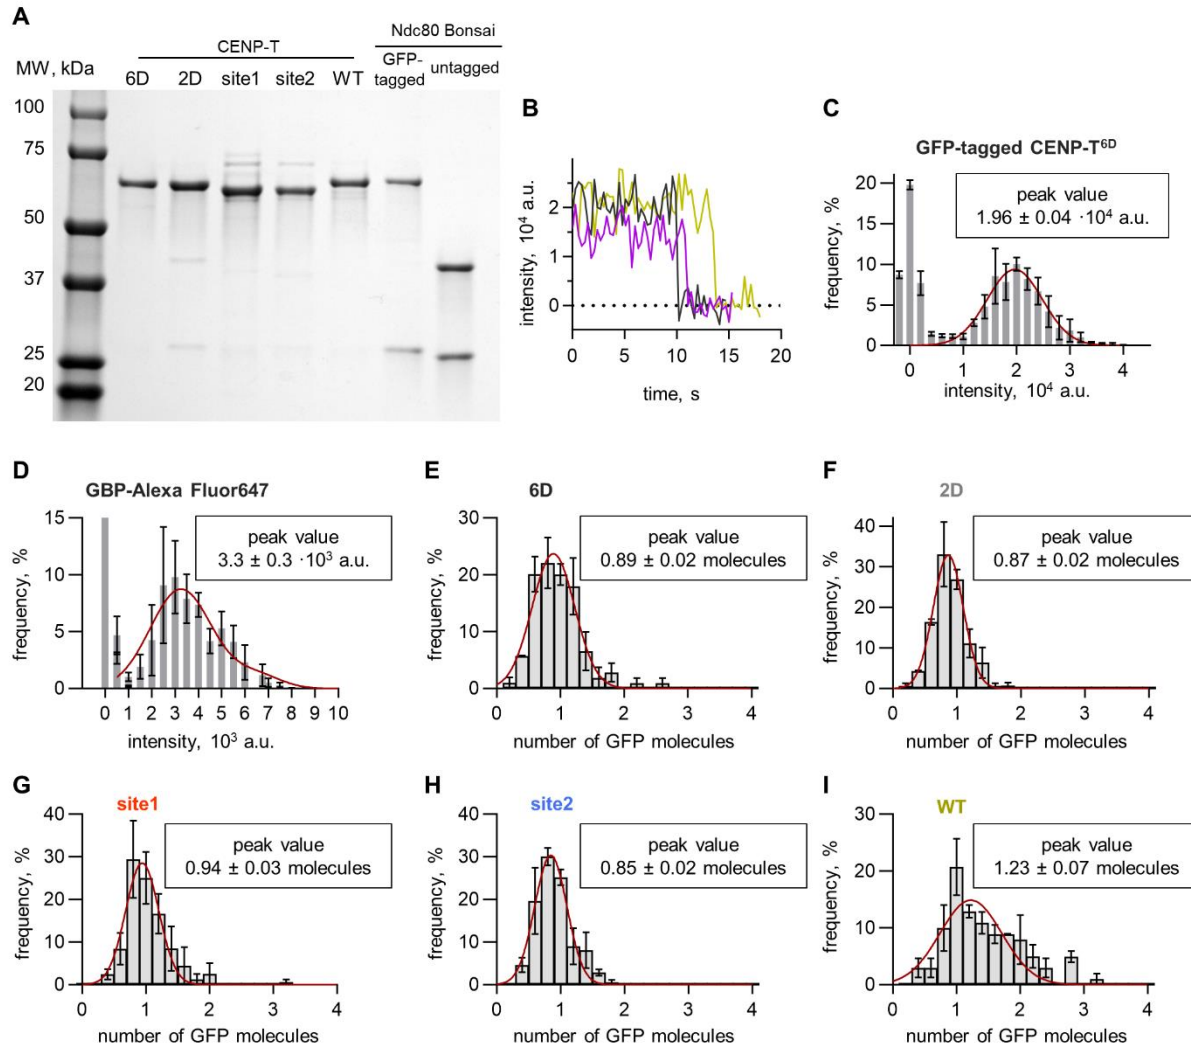 A
Ndc80 Bonsai
CENP-T
GFP-
MW, kDa
6D 2D site1 site2 WT tagged untagged
100
75
50
37
25
20
B
intensity, 10⁴ a.u.
2
1
0
0 5 10 15 20
time, s
C
GFP-tagged CENP-T⁶ᴰ
peak value
1.96 ± 0.04 ·10⁴ a.u.
frequency, %
20
15
10
5
0
0 1 2 3 4
intensity, 10⁴ a.u.
D
GBP-Alexa Fluor647
peak value
3.3 ± 0.3 ·10³ a.u.
frequency, %
15
10
5
0
0 1 2 3 4 5 6 7 8 9 10
intensity, 10³ a.u.
E
6D
peak value
0.89 ± 0.02 molecules
frequency, %
30
20
10
0
0 1 2 3 4
number of GFP molecules
F
2D
peak value
0.87 ± 0.02 molecules
frequency, %
40
30
20
10
0
0 1 2 3 4
number of GFP molecules
G
site1
peak value
0.94 ± 0.03 molecules
frequency, %
40
30
20
10
0
0 1 2 3 4
number of GFP molecules
H
site2
peak value
0.85 ± 0.02 molecules
frequency, %
40
30
20
10
0
0 1 2 3 4
number of GFP molecules
I
WT
peak value
1.23 ± 0.07 molecules
frequency, %
30
20
10
0
0 1 2 3 4
number of GFP molecules